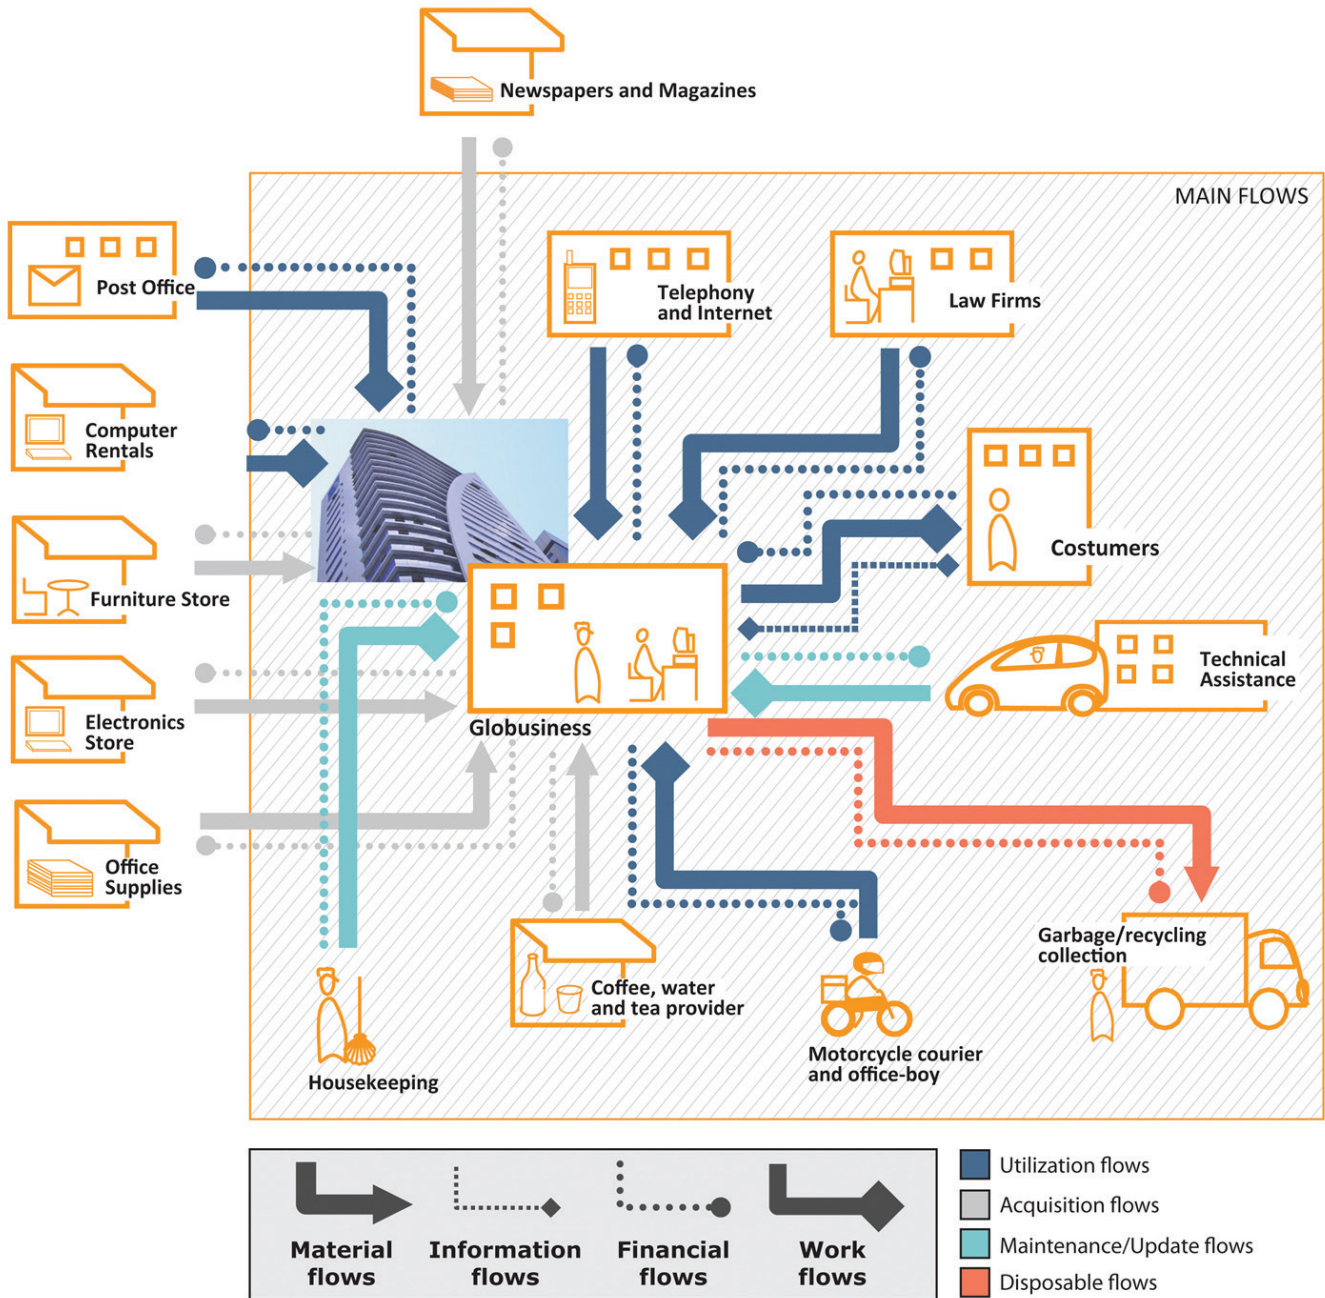 Newspapers and Magazines
MAIN FLOWS
Post Office
Telephony
and Internet
Law Firms
Computer
Rentals
Costumers
Furniture Store
Technical
Assistance
Electronics
Store
Globusiness
Office
Supplies
Garbage/recycling
collection
Coffee, water
and tea provider
Motorcycle courier
and office-boy
Housekeeping
Material
flows
Information
flows
Financial
flows
Work
flows
Utilization flows
Acquisition flows
Maintenance/Update flows
Disposable flows